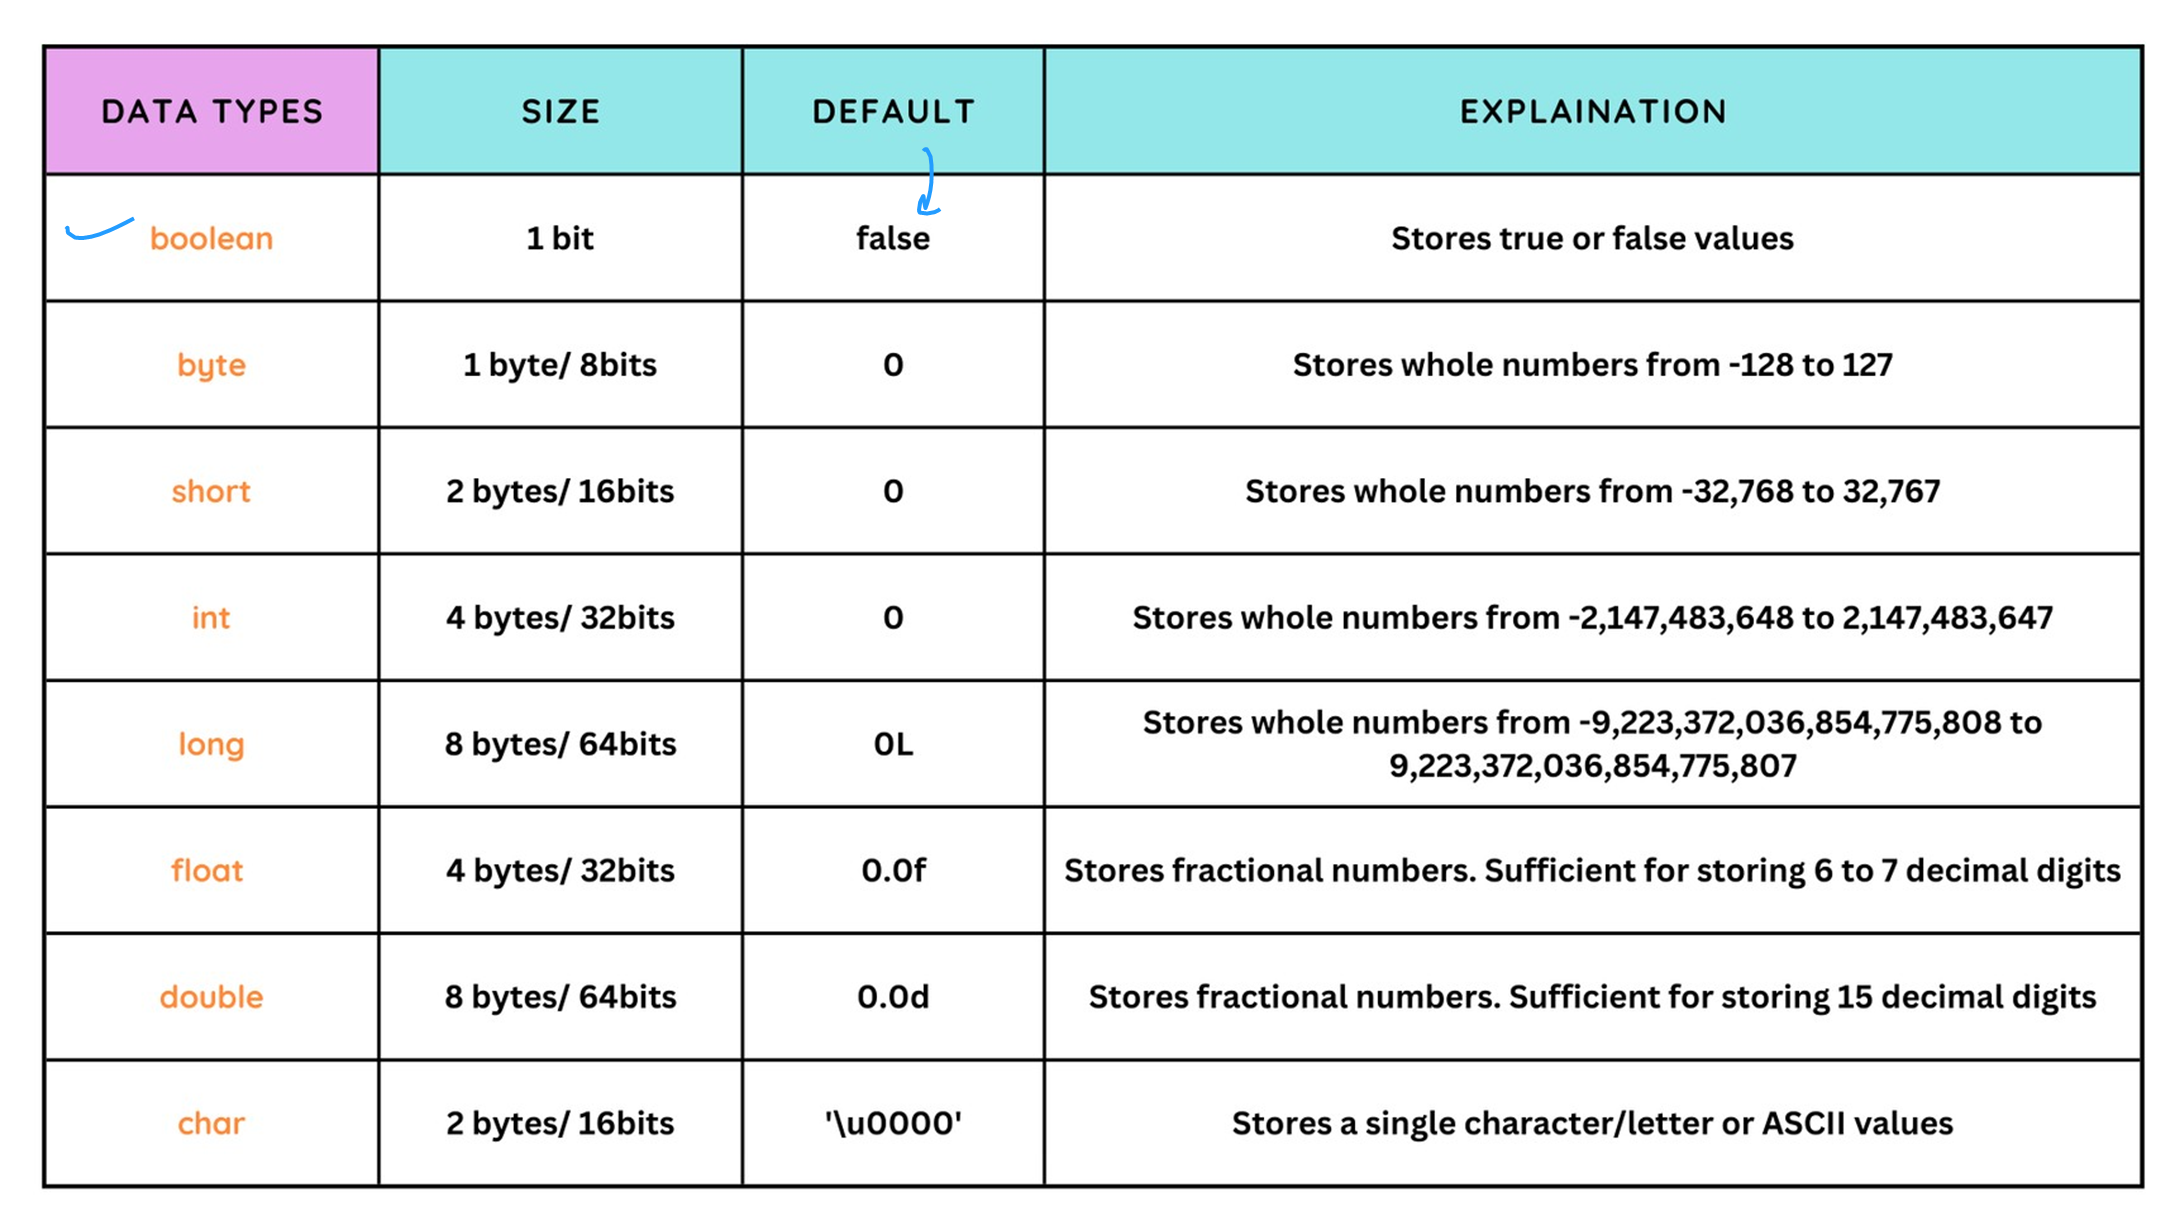 DATA TYPES SIZE DEFAULT EXPLAINATION
boolean 1 bit false Stores true or false values
byte 1 byte/ 8bits 0 Stores whole numbers from -128 to 127
short 2 bytes/ 16bits 0 Stores whole numbers from -32,768 to 32,767
int 4 bytes/ 32bits 0 Stores whole numbers from -2,147,483,648 to 2,147,483,647
long 8 bytes/ 64bits 0L Stores whole numbers from -9,223,372,036,854,775,808 to
9,223,372,036,854,775,807
float 4 bytes/ 32bits 0.0f Stores fractional numbers. Sufficient for storing 6 to 7 decimal digits
double 8 bytes/ 64bits 0.0d Stores fractional numbers. Sufficient for storing 15 decimal digits
char 2 bytes/ 16bits '\u0000' Stores a single character/letter or ASCII values